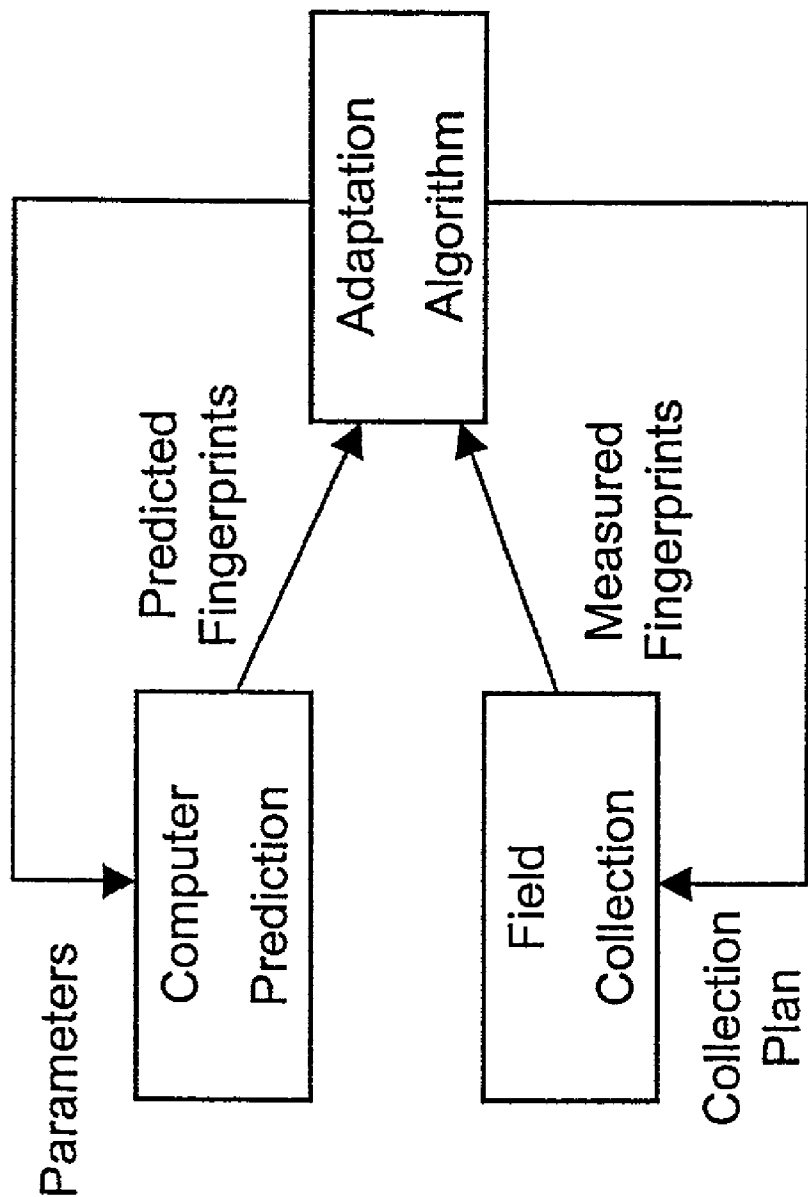 Parameters
Computer
Prediction
Predicted
Fingerprints
Adaptation
Algorithm
Field
Collection
Measured
Fingerprints
Collection
Plan